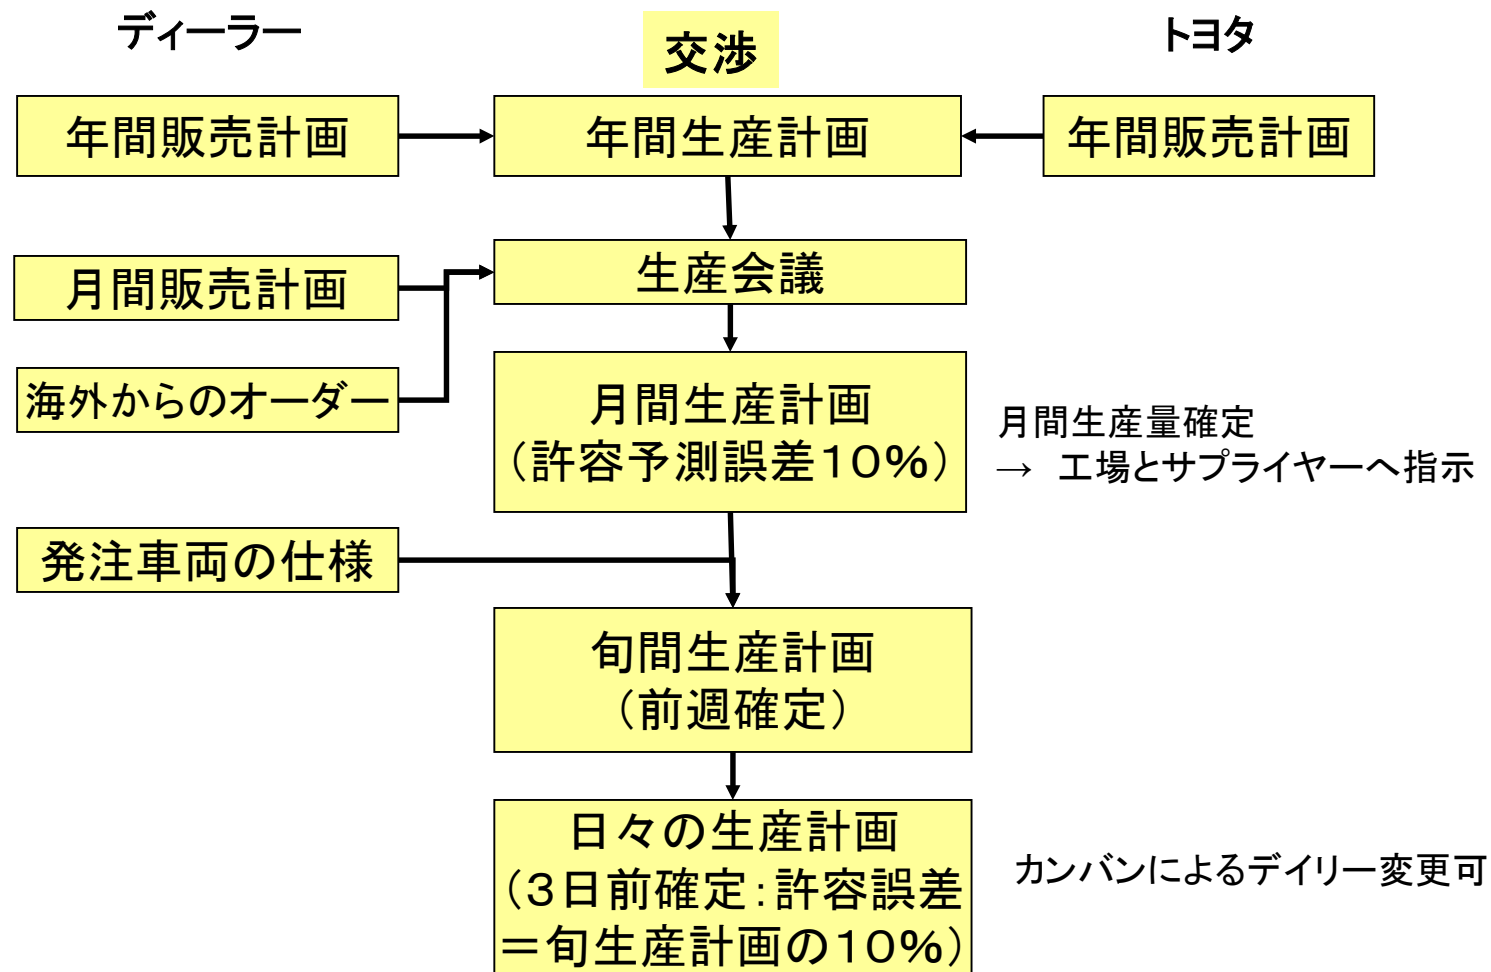 ディーラー
交渉
トヨタ
年間販売計画
年間生産計画
年間販売計画
生産会議
月間販売計画
海外からのオーダー
月間生産計画
（許容予測誤差１０％）
月間生産量確定
→ 工場とサプライヤーへ指示
発注車両の仕様
旬間生産計画
（前週確定）
日々の生産計画
（３日前確定：許容誤差
＝旬生産計画の１０％）
カンバンによるデイリー変更可